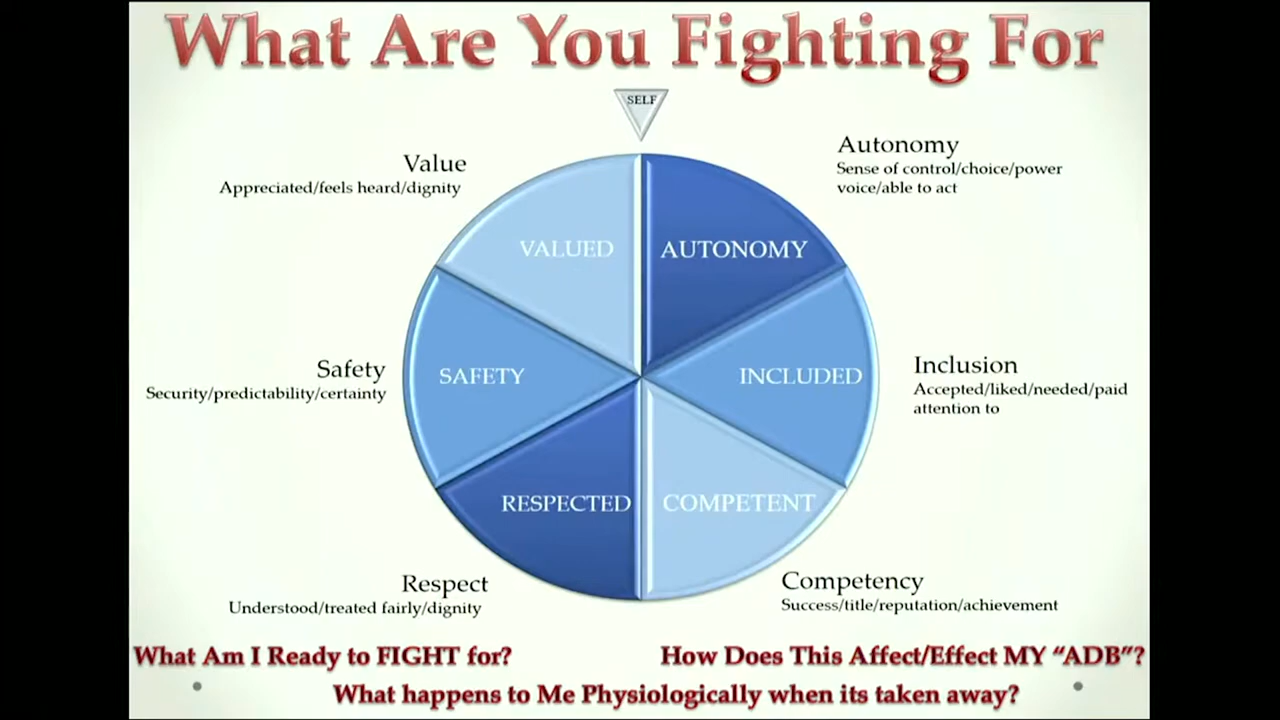 What Are You Fighting For
SELF
Value
Appreciated/feels heard/dignity
Autonomy
Sense of control/choice/power
voice/able to act
VALUED
AUTONOMY
Safety
Security/predictability/certainty
SAFETY
INCLUDED
Inclusion
Accepted/liked/needed/paid
attention to
RESPECTED
COMPETENT
Respect
Understood/treated fairly/dignity
Competency
Success/title/reputation/achievement
What Am I Ready to FIGHT for?
How Does This Affect/Effect MY “ADB”?
What happens to Me Physiologically when its taken away?